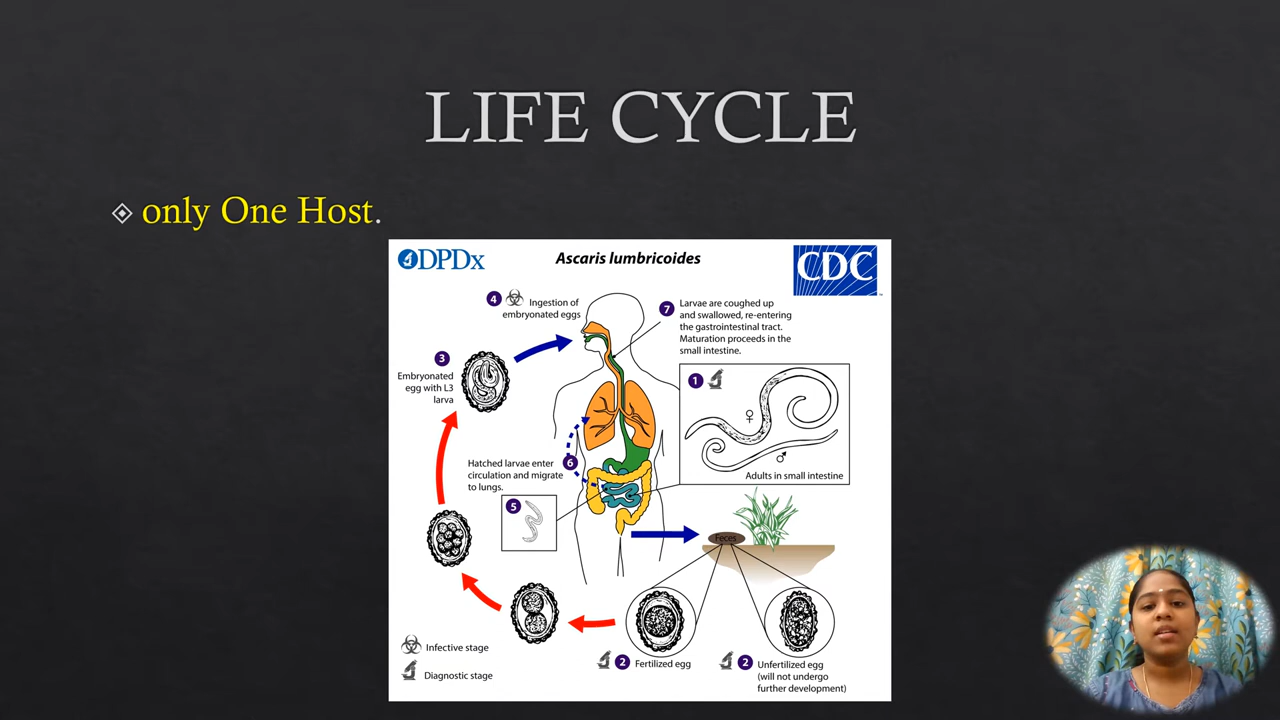 LIFE CYCLE
only One Host.
DPDx
Ascaris lumbricoides
CDC
4
Ingestion of
embryonated eggs
7
Larvae are coughed up
and swallowed, re-entering
the gastrointestinal tract.
Maturation proceeds in the
small intestine.
3
Embryonated
egg with L3
larva
1
♀
♂
Adults in small intestine
Hatched larvae enter
circulation and migrate
to lungs.
6
5
Feces
Infective stage
Diagnostic stage
2 Fertilized egg
2 Unfertilized egg
(will not undergo
further development)